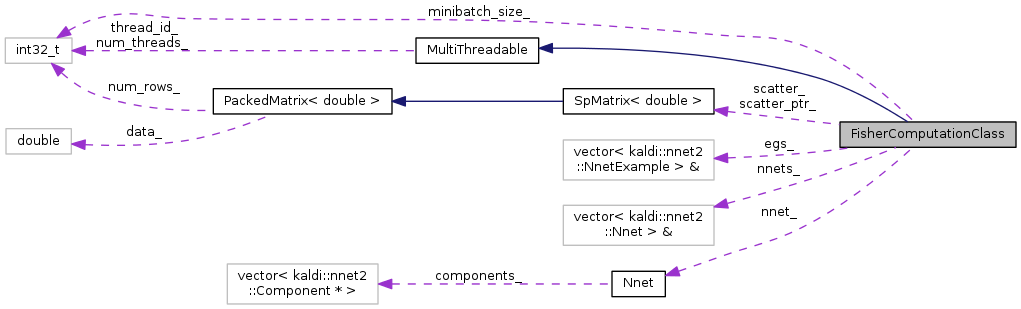 minibatch_size_
thread_id_
num_threads_
int32_t
MultiThreadable
num_rows_
PackedMatrix< double >
SpMatrix< double >
scatter_
scatter_ptr_
FisherComputationClass
double
data_
egs_
vector< kaldi::nnet2
::NnetExample > &
nnets_
vector< kaldi::nnet2
::Nnet > &
nnet_
vector< kaldi::nnet2
::Component * >
components_
Nnet